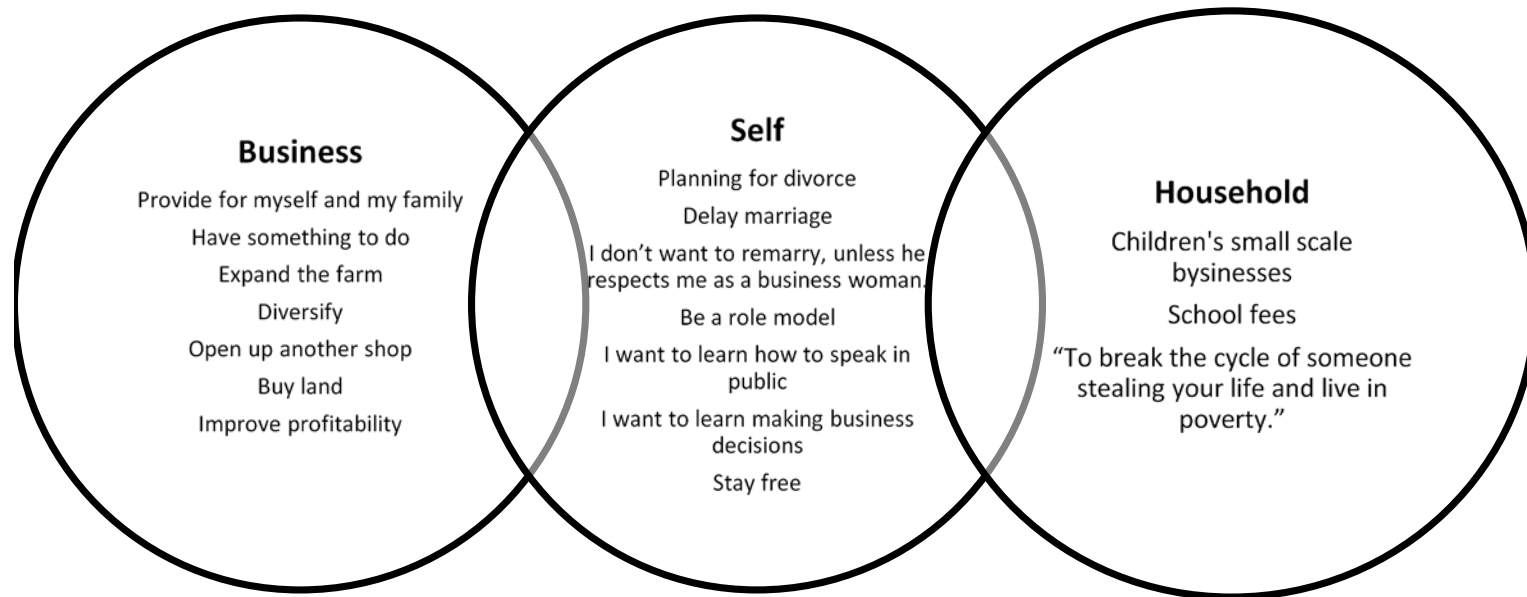 Business
Provide for myself and my family
Have something to do
Expand the farm
Diversify
Open up another shop
Buy land
Improve profitability
Self
Planning for divorce
Delay marriage
I don’t want to remarry, unless he
respects me as a business woman.
Be a role model
I want to learn how to speak in
public
I want to learn making business
decisions
Stay free
Household
Children's small scale
bysinesses
School fees
“To break the cycle of someone
stealing your life and live in
poverty.”